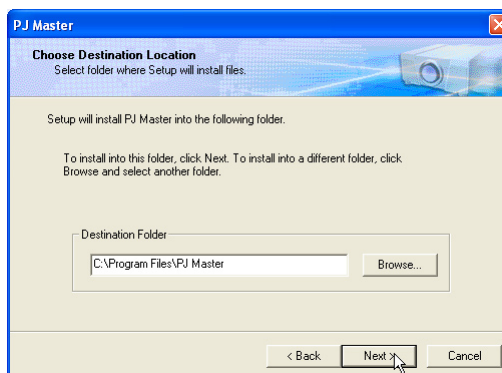 PJ Master
Choose Destination Location
Select folder where Setup will install files.
Setup will install PJ Master into the following folder.
To install into this folder, click Next. To install into a different folder, click
Browse and select another folder.
Destination Folder
C:\Program Files\PJ Master
Browse...
< Back
Next >
Cancel